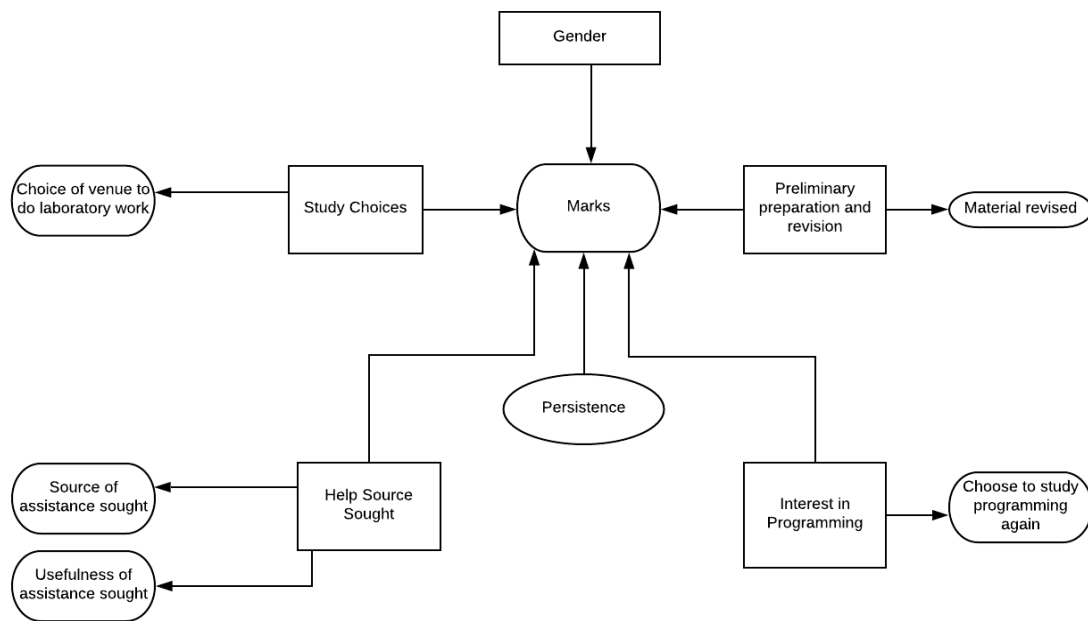 Gender
Choice of venue to
do laboratory work
Study Choices
Marks
Preliminary
preparation and
revision
Material revised
Persistence
Source of
assistance sought
Help Source
Sought
Interest in
Programming
Choose to study
programming
again
Usefulness of
assistance sought